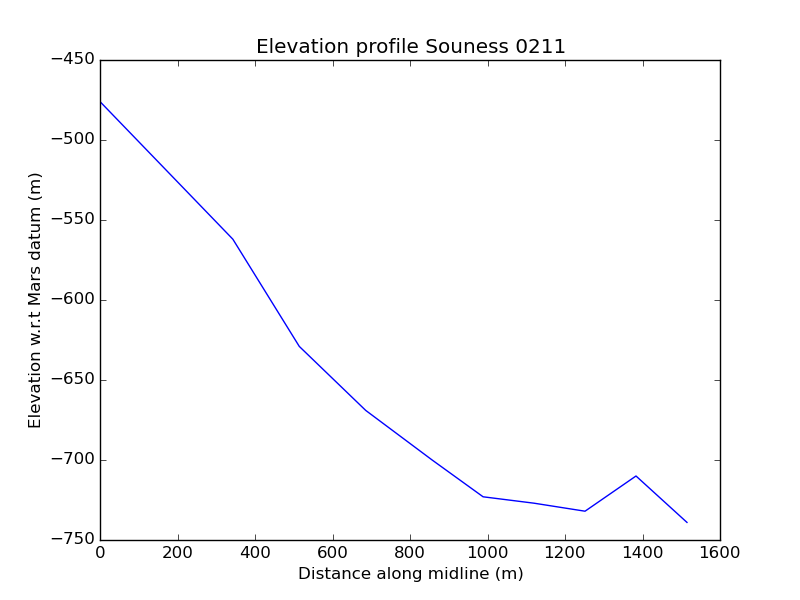 Elevation profile Souness 0211
−450
−500
−550
−600
−650
−700
−750
Elevation w.r.t Mars datum (m)
0 200 400 600 800 1000 1200 1400 1600
Distance along midline (m)